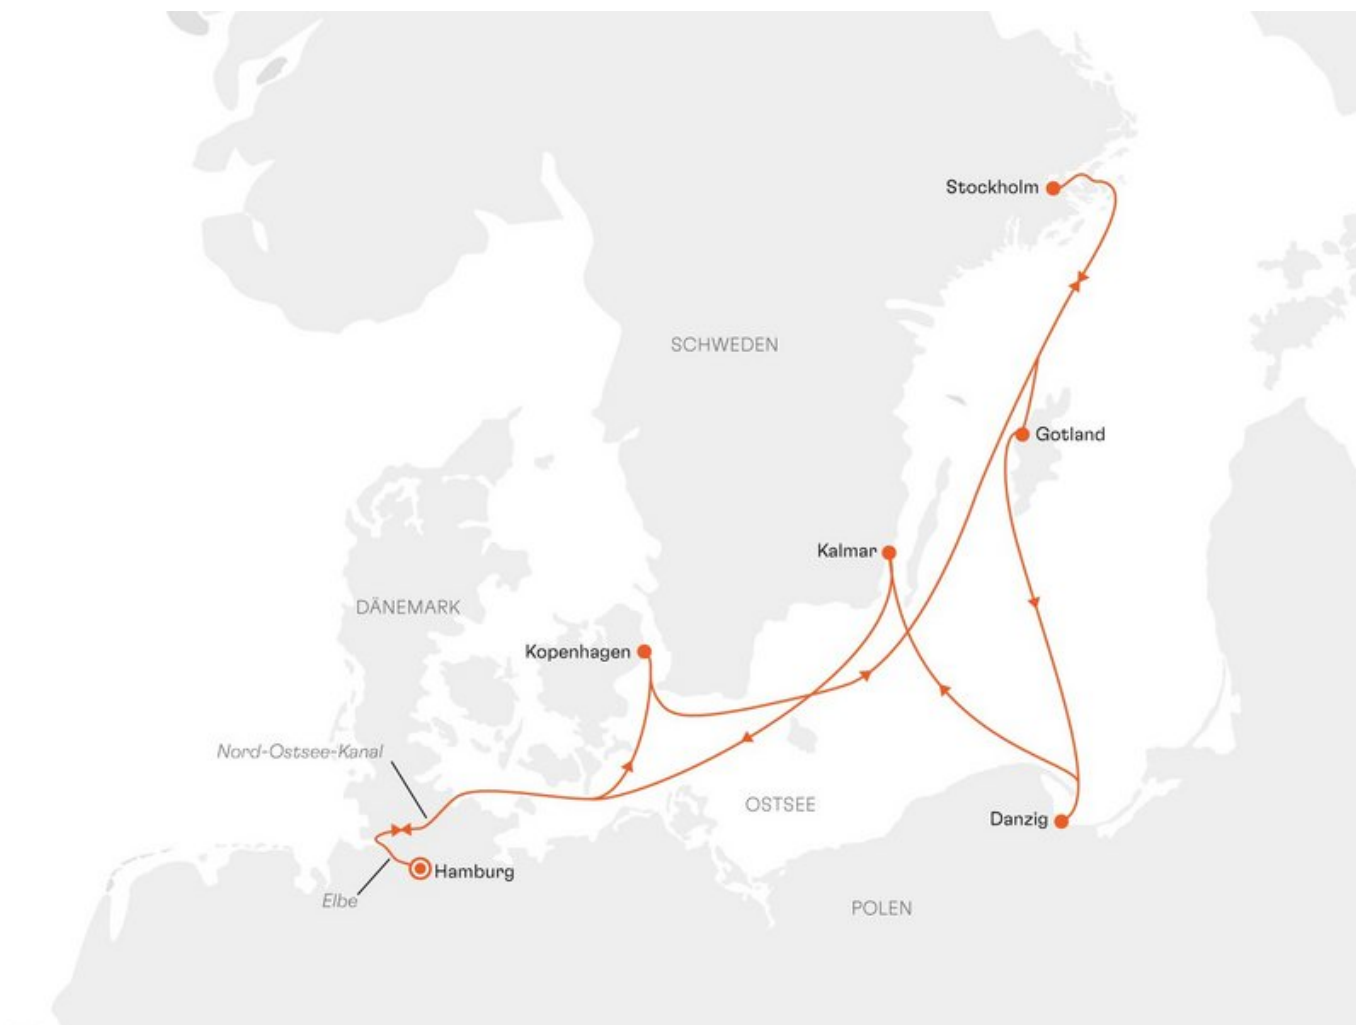 Stockholm
SCHWEDEN
Gotland
Kalmar
DÄNEMARK
Kopenhagen
Nord-Ostsee-Kanal
OSTSEE
Danzig
Hamburg
Elbe
POLEN